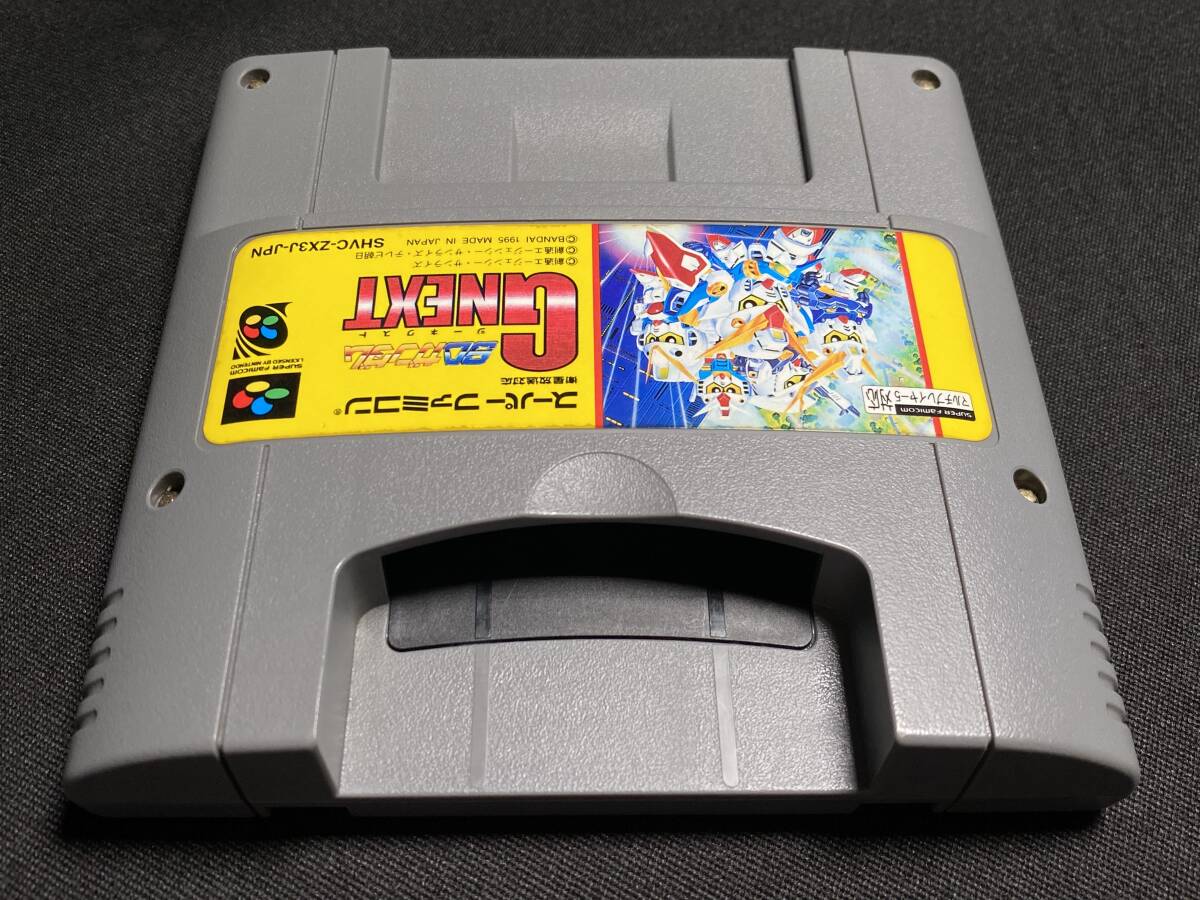 SUPER FAMICOM
マルチプレイヤー5
対応
スーパーファミコン®
衛星放送対応
SDガンダム
GNEXT
ジーネクスト
©創通エージェンシー・サンライズ
©創通エージェンシー・サンライズ・テレビ朝日
©BANDAI 1995 MADE IN JAPAN
SHVC-ZX3J-JPN
SUPER FAMICOM
LICENSED BY NINTENDO